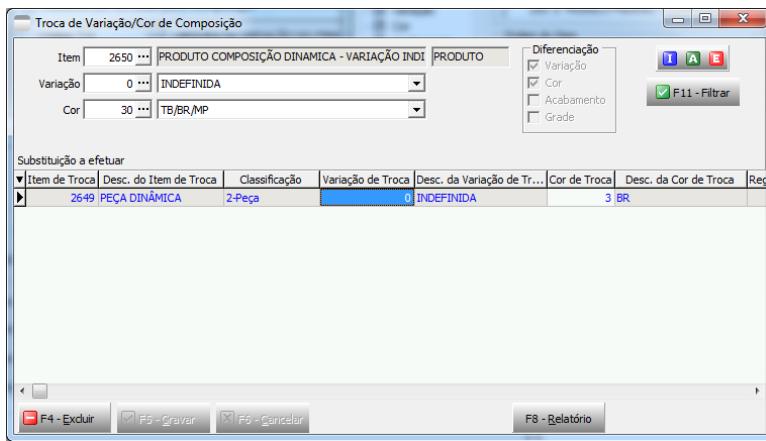 Troca de Variação/Cor de Composição
Item 2650 ... PRODUTO COMPOSIÇÃO DINAMICA - VARIAÇÃO INDI PRODUTO
Variação 0 ... INDEFINIDA
Cor 30 ... TB/BR/MP
Diferenciação
Variação
Cor
Acabamento
Grade
I A E
F11 - Filtrar
Substituição a efetuar
Item de Troca Desc. do Item de Troca Classificação Variação de Troca Desc. da Variação de Tr... Cor de Troca Desc. da Cor de Troca Reg
2649 PEÇA DINÂMICA 2-Peça 0 INDEFINIDA 3 BR
F4 - Excluir F5 - Gravar F6 - Cancelar F8 - Relatório